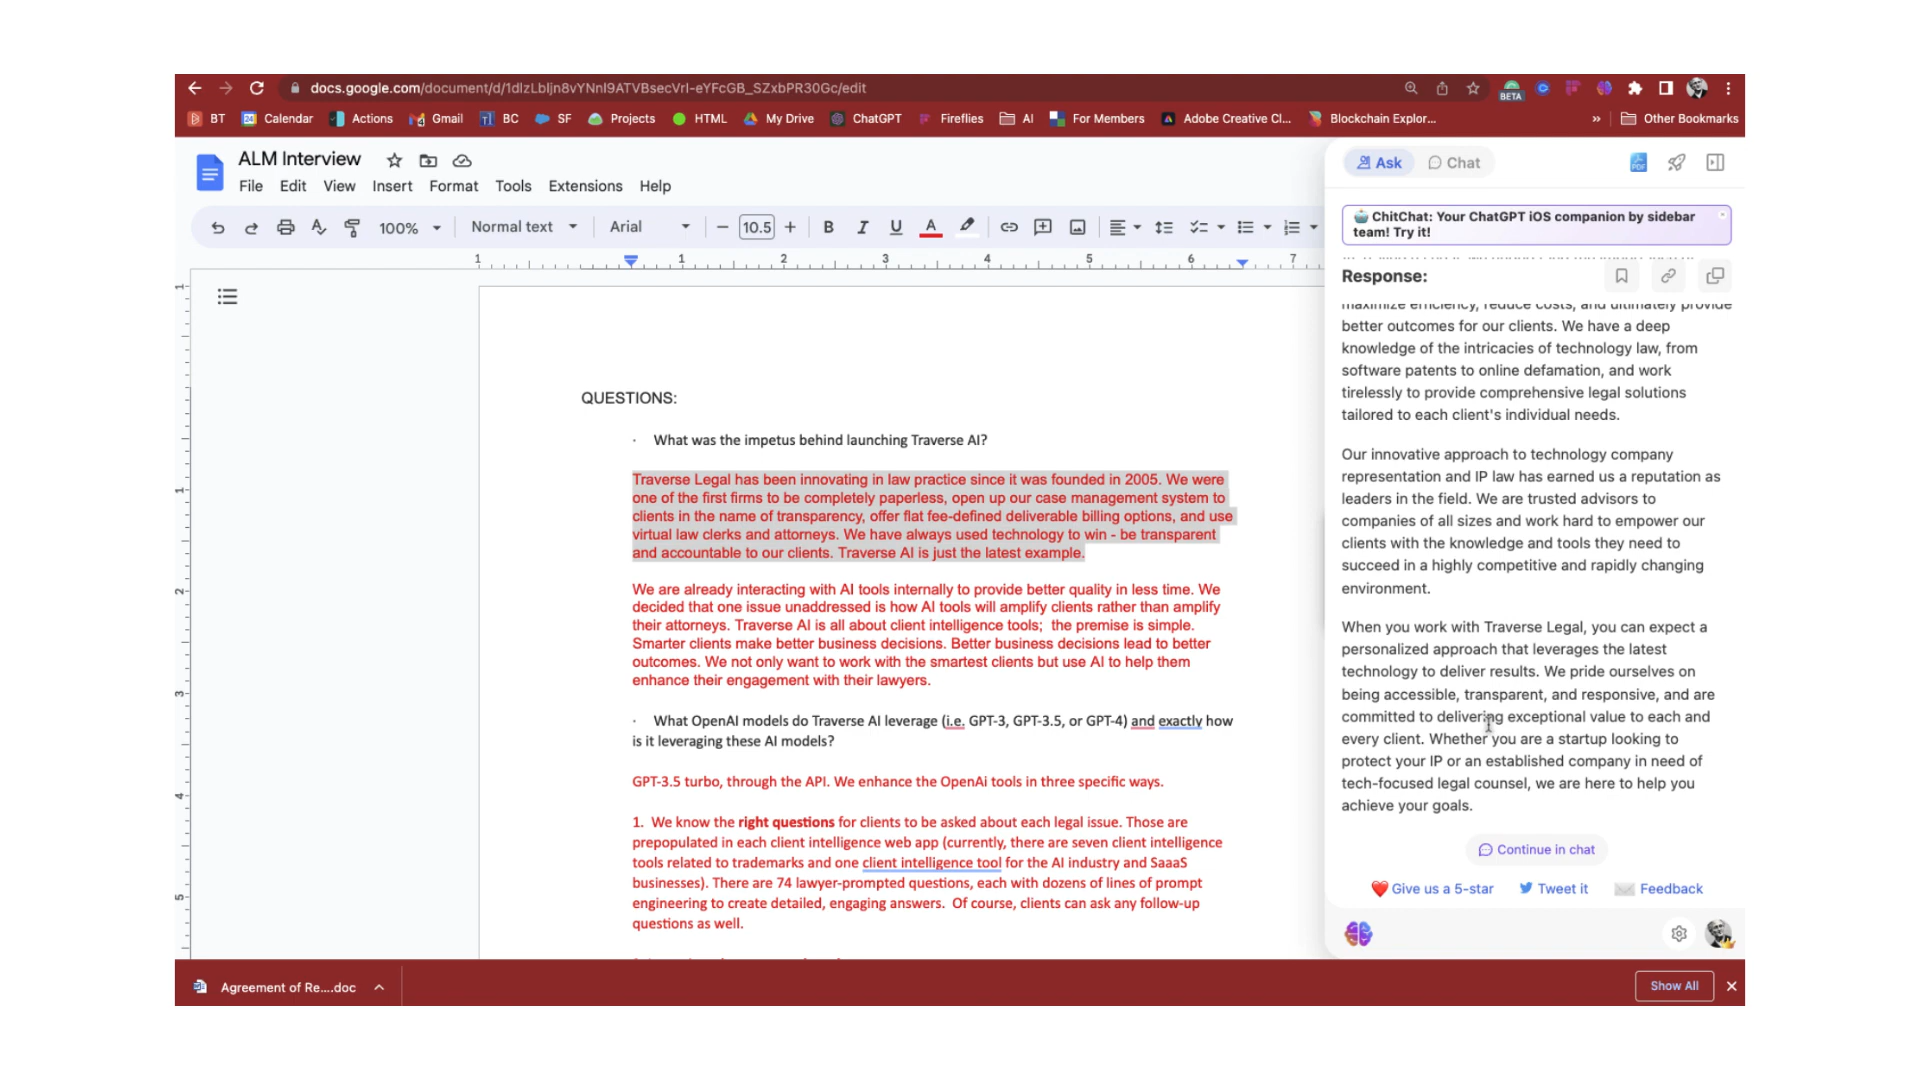 docs.google.com/document/d/1dlzLbljn8vYNnl9ATVBsecVrl-eYFcGB_SZxbPR30Gc/edit
BETA
BT
Calendar
Actions
Gmail
BC
SF
Projects
HTML
My Drive
ChatGPT
Fireflies
AI
For Members
Adobe Creative Cl...
Blockchain Explor...
»
Other Bookmarks
ALM Interview
File Edit View Insert Format Tools Extensions Help
100% Normal text Arial − 10.5 + B I U A
1 1 2 3 4 5 6 7
1
1
2
3
4
5
QUESTIONS:
· What was the impetus behind launching Traverse AI?
Traverse Legal has been innovating in law practice since it was founded in 2005. We were
one of the first firms to be completely paperless, open up our case management system to
clients in the name of transparency, offer flat fee-defined deliverable billing options, and use
virtual law clerks and attorneys. We have always used technology to win - be transparent
and accountable to our clients. Traverse AI is just the latest example.
We are already interacting with AI tools internally to provide better quality in less time. We
decided that one issue unaddressed is how AI tools will amplify clients rather than amplify
their attorneys. Traverse AI is all about client intelligence tools; the premise is simple.
Smarter clients make better business decisions. Better business decisions lead to better
outcomes. We not only want to work with the smartest clients but use AI to help them
enhance their engagement with their lawyers.
· What OpenAI models do Traverse AI leverage (i.e. GPT-3, GPT-3.5, or GPT-4) and exactly how
is it leveraging these AI models?
GPT-3.5 turbo, through the API. We enhance the OpenAi tools in three specific ways.
1. We know the right questions for clients to be asked about each legal issue. Those are
prepopulated in each client intelligence web app (currently, there are seven client intelligence
tools related to trademarks and one client intelligence tool for the AI industry and SaaaS
businesses). There are 74 lawyer-prompted questions, each with dozens of lines of prompt
engineering to create detailed, engaging answers. Of course, clients can ask any follow-up
questions as well.
Ask
Chat
PDF
ChitChat: Your ChatGPT iOS companion by sidebar
team! Try it!
Response:
maximize efficiency, reduce costs, and ultimately provide
better outcomes for our clients. We have a deep
knowledge of the intricacies of technology law, from
software patents to online defamation, and work
tirelessly to provide comprehensive legal solutions
tailored to each client's individual needs.
Our innovative approach to technology company
representation and IP law has earned us a reputation as
leaders in the field. We are trusted advisors to
companies of all sizes and work hard to empower our
clients with the knowledge and tools they need to
succeed in a highly competitive and rapidly changing
environment.
When you work with Traverse Legal, you can expect a
personalized approach that leverages the latest
technology to deliver results. We pride ourselves on
being accessible, transparent, and responsive, and are
committed to delivering exceptional value to each and
every client. Whether you are a startup looking to
protect your IP or an established company in need of
tech-focused legal counsel, we are here to help you
achieve your goals.
Continue in chat
Give us a 5-star
Tweet it
Feedback
Agreement of Re....doc
Show All